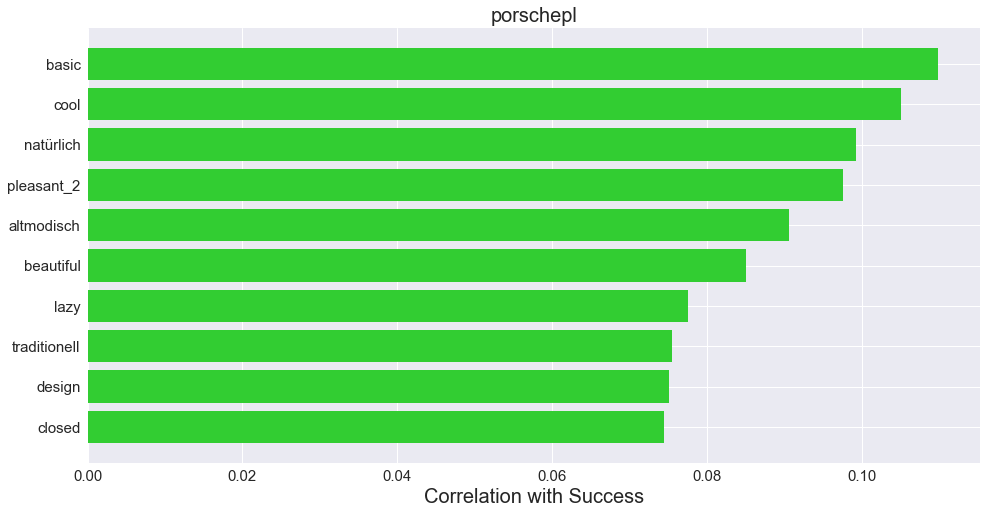 porschepl
basic
cool
natürlich
pleasant_2
altmodisch
beautiful
lazy
traditionell
design
closed
0.00 0.02 0.04 0.06 0.08 0.10
Correlation with Success